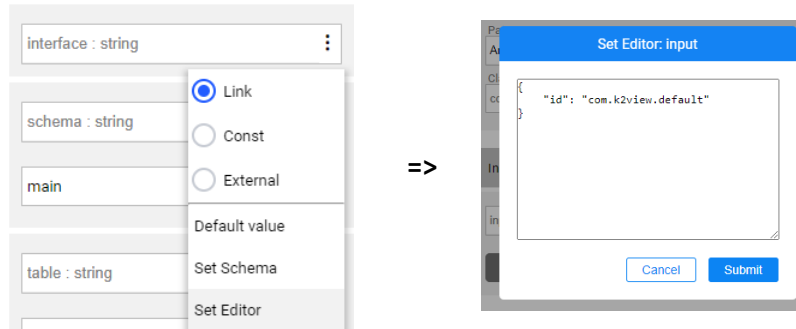 interface : string
Link
schema : string
Const
main
External
Default value
table : string
Set Schema
Set Editor
=>
Set Editor: input
{
"id": "com.k2view.default"
}
Cancel Submit